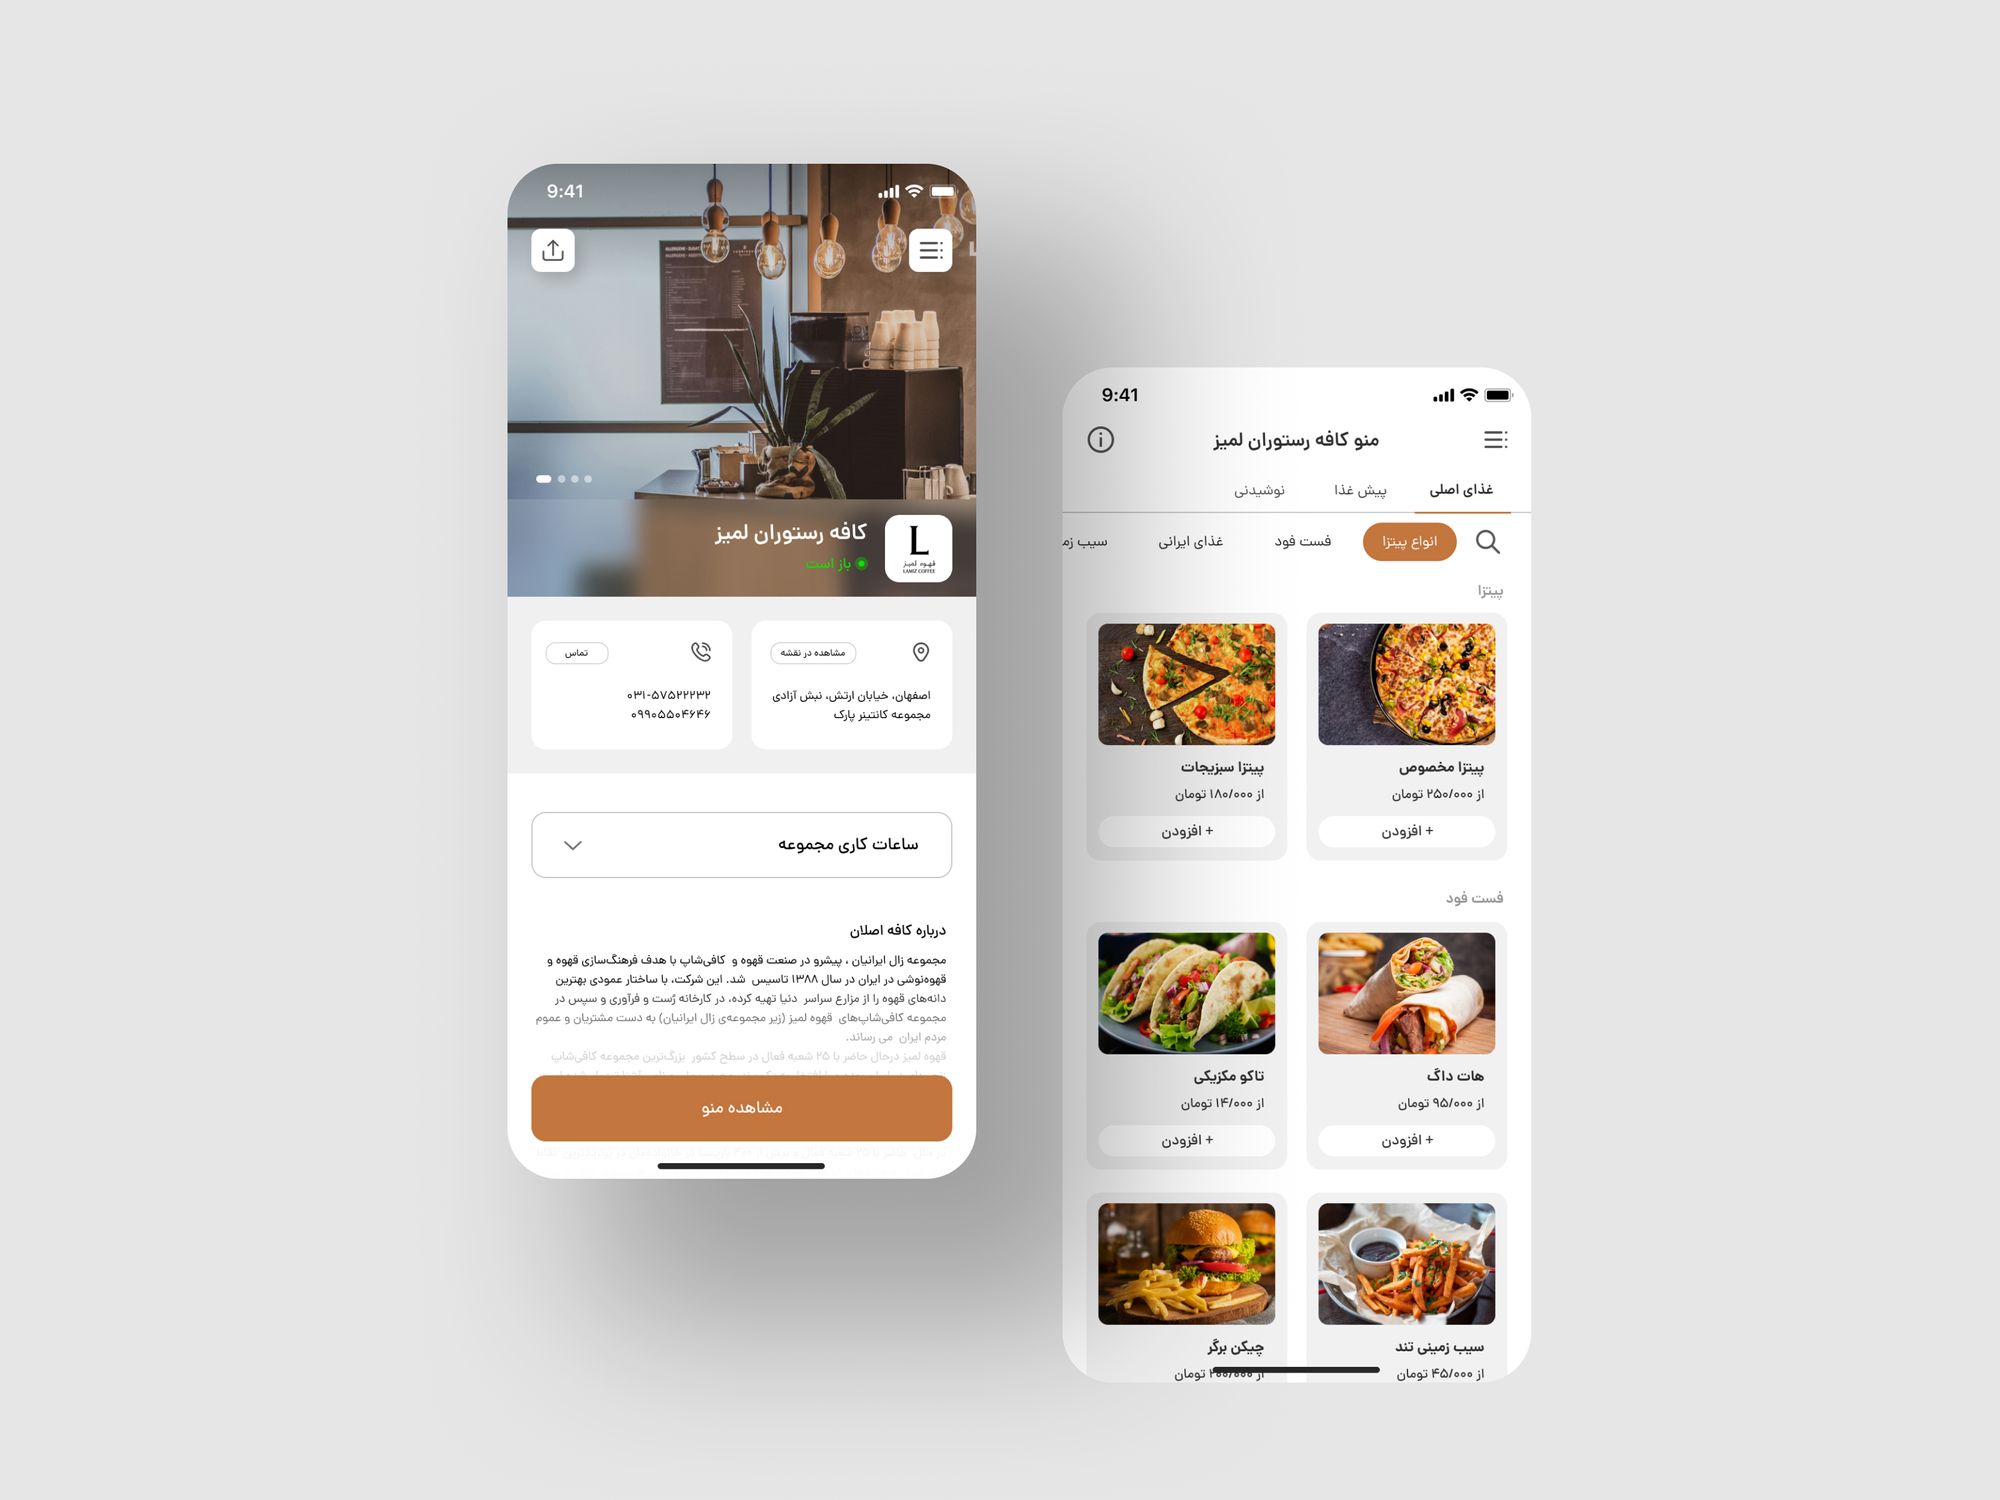 9:41
کافه رستوران لمیز
باز است
L
قهوه لمیز
LAMIZ COFFEE
مشاهده در نقشه
اصفهان، خیابان ارتش، نبش آزادی
مجموعه کانتینر پارک
تماس
۰۳۱-۵۷۵۲۲۲۳۲
۰۹۹۰۵۵۰۴۶۴۶
ساعات کاری مجموعه
درباره کافه اصلان
مجموعه زال ایرانیان ، پیشرو در صنعت قهوه و کافی‌شاپ با هدف فرهنگ‌سازی قهوه و
قهوه‌نوشی در ایران در سال ۱۳۸۸ تاسیس شد. این شرکت، با ساختار عمودی بهترین
دانه‌های قهوه را از مزارع سراسر دنیا تهیه کرده، در کارخانه رُست و فرآوری و سپس در
مجموعه کافی‌شاپ‌های قهوه لمیز (زیر مجموعه‌ی زال ایرانیان) به دست مشتریان و عموم
مردم ایران می رساند.
قهوه لمیز درحال حاضر با ۲۵ شعبه فعال در سطح کشور بزرگ‌ترین مجموعه کافی‌شاپ
مشاهده منو
9:41
منو کافه رستوران لمیز
غذای اصلی
پیش غذا
نوشیدنی
انواع پیتزا
فست فود
غذای ایرانی
سیب زم
پیتزا
پیتزا مخصوص
از ۲۵۰/۰۰۰ تومان
+ افزودن
پیتزا سبزیجات
از ۱۸۰/۰۰۰ تومان
+ افزودن
فست فود
هات داگ
از ۹۵/۰۰۰ تومان
+ افزودن
تاکو مکزیکی
از ۱۴/۰۰۰ تومان
+ افزودن
سیب زمینی تند
از ۴۵/۰۰۰ تومان
چیکن برگر
از ۲۰۰/۰۰۰ تومان